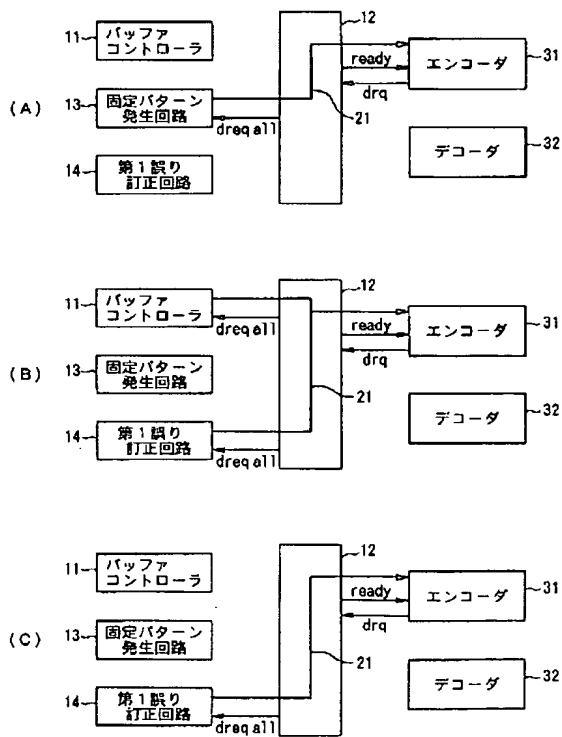 12
11 バッファ
コントローラ
ready
エンコーダ 31
drq
(A) 13 固定パターン
発生回路
21
dreq all
デコーダ 32
14 第1誤り
訂正回路
12
11 バッファ
コントローラ
dreq all
ready
エンコーダ 31
drq
(B) 13 固定パターン
発生回路
21
デコーダ 32
14 第1誤り
訂正回路
dreq all
12
11 バッファ
コントローラ
ready
エンコーダ 31
drq
(C) 13 固定パターン
発生回路
21
デコーダ 32
14 第1誤り
訂正回路
dreq all